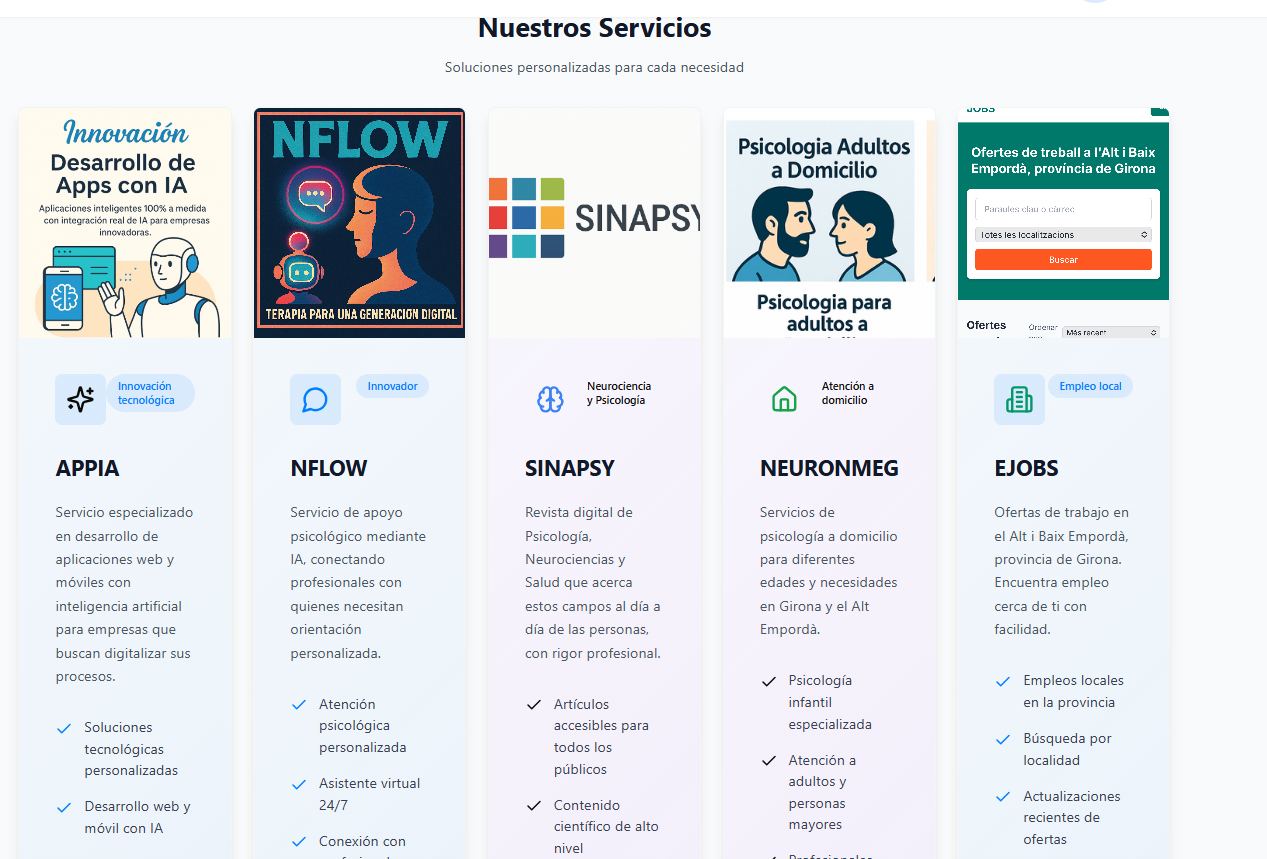 Nuestros Servicios
Soluciones personalizadas para cada necesidad
Innovación
Desarrollo de
Apps con IA
Aplicaciones inteligentes 100% a medida
con integración real de IA para empresas
innovadoras.
Innovación
tecnológica
APPIA
Servicio especializado
en desarrollo de
aplicaciones web y
móviles con
inteligencia artificial
para empresas que
buscan digitalizar sus
procesos.
Soluciones
tecnológicas
personalizadas
Desarrollo web y
móvil con IA
NFLOW
TERAPIA PARA UNA GENERACION DIGITAL
Innovador
NFLOW
Servicio de apoyo
psicológico mediante
IA, conectando
profesionales con
quienes necesitan
orientación
personalizada.
Atención
psicológica
personalizada
Asistente virtual
24/7
Conexión con
SINAPSY
Neurociencia
y Psicología
SINAPSY
Revista digital de
Psicología,
Neurociencias y
Salud que acerca
estos campos al día a
día de las personas,
con rigor profesional.
Artículos
accesibles para
todos los
públicos
Contenido
científico de alto
nivel
Psicologia Adultos
a Domicilio
Psicologia para
adultos a
Atención a
domicilio
NEURONMEG
Servicios de
psicología a domicilio
para diferentes
edades y necesidades
en Girona y el Alt
Empordà.
Psicología
infantil
especializada
Atención a
adultos y
personas
mayores
JOBS
Ofertes de treball a l'Alt i Baix
Empordà, província de Girona
Paraules clau o càrrec
Totes les localitzacions
Buscar
Ofertes
Ordenar
Més recent
Empleo local
EJOBS
Ofertas de trabajo en
el Alt i Baix Empordà,
provincia de Girona.
Encuentra empleo
cerca de ti con
facilidad.
Empleos locales
en la provincia
Búsqueda por
localidad
Actualizaciones
recientes de
ofertas